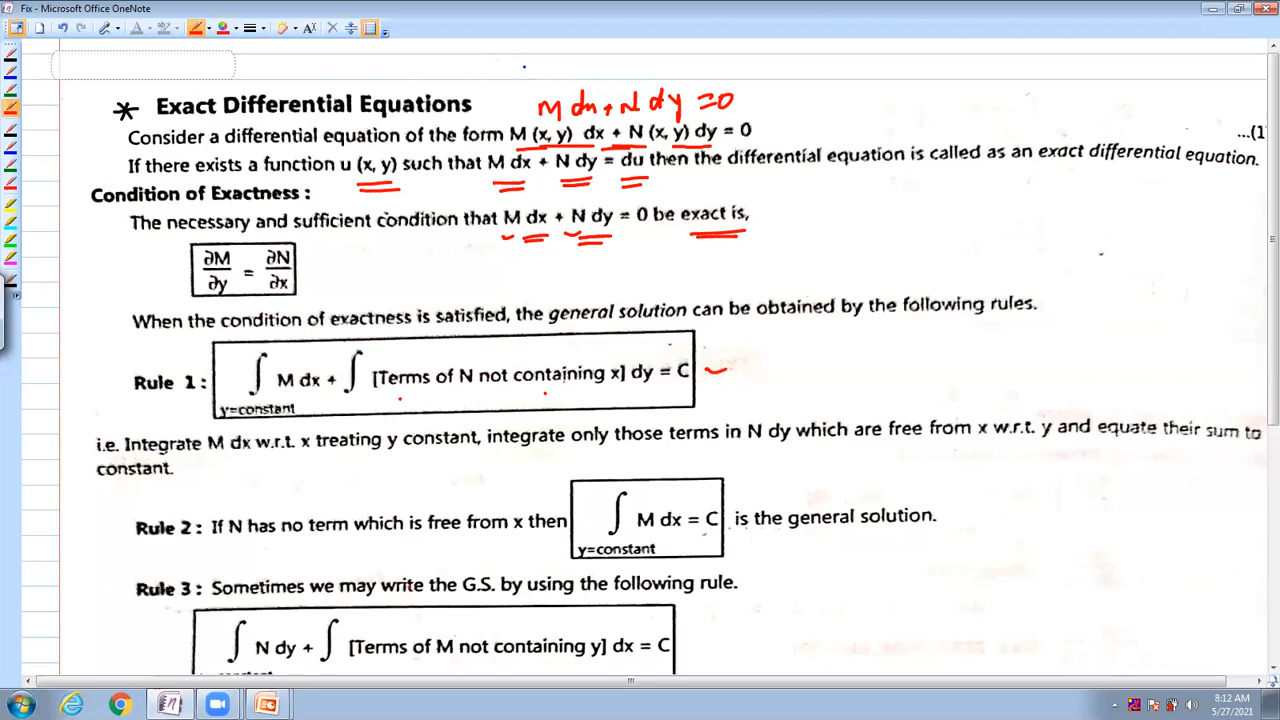 Fix - Microsoft Office OneNote
M dx + N dy = 0
* Exact Differential Equations
Consider a differential equation of the form M (x, y) dx + N (x, y) dy = 0 ...(1
If there exists a function u (x, y) such that M dx + N dy = du then the differential equation is called as an exact differential equation.
Condition of Exactness :
The necessary and sufficient condition that M dx + N dy = 0 be exact is,
∂M/∂y = ∂N/∂x
When the condition of exactness is satisfied, the general solution can be obtained by the following rules.
Rule 1 : ∫ M dx + ∫ [Terms of N not containing x] dy = C
y=constant
i.e. Integrate M dx w.r.t. x treating y constant, integrate only those terms in N dy which are free from x w.r.t. y and equate their sum to
constant.
Rule 2 : If N has no term which is free from x then ∫ M dx = C is the general solution.
y=constant
Rule 3 : Sometimes we may write the G.S. by using the following rule.
∫ N dy + ∫ [Terms of M not containing y] dx = C
8:12 AM
5/27/2021